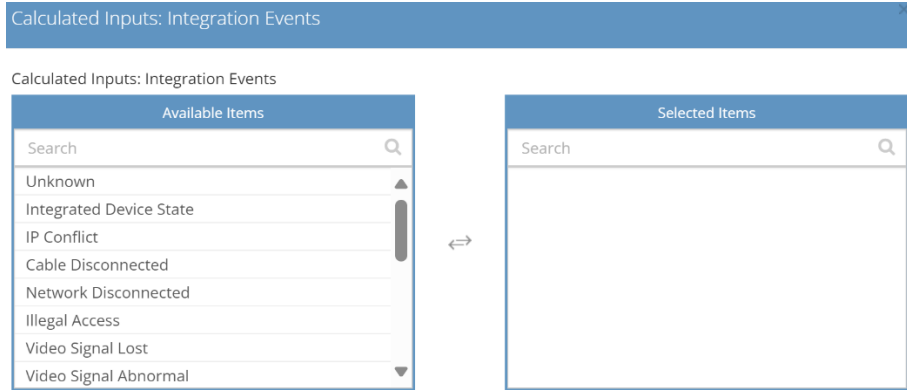 Calculated Inputs: Integration Events
Calculated Inputs: Integration Events
Available Items
Search
Unknown
Integrated Device State
IP Conflict
Cable Disconnected
Network Disconnected
Illegal Access
Video Signal Lost
Video Signal Abnormal
Selected Items
Search